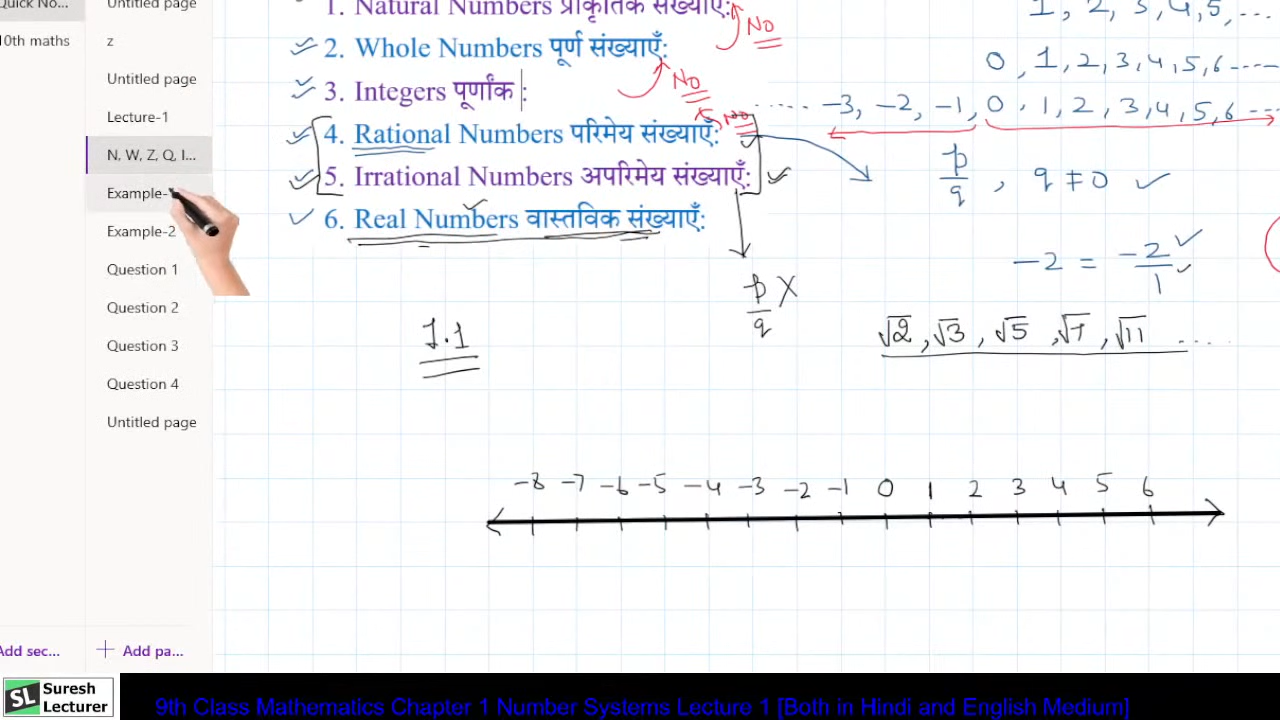 Quick No...
10th maths
Add sec...
Untitled page
z
Untitled page
Lecture-1
N, W, Z, Q, I...
Example-
Example-2
Question 1
Question 2
Question 3
Question 4
Untitled page
Add pa...
1. Natural Numbers प्राकृतिक संख्याएँ:
No
1, 2, 3, 4, 5, ...
2. Whole Numbers पूर्ण संख्याएँ:
0, 1, 2, 3, 4, 5, 6 ......
3. Integers पूर्णांक :
No
...... -3, -2, -1, 0, 1, 2, 3, 4, 5, 6 ...
4. Rational Numbers परिमेय संख्याएँ:
No
p/q, q ≠ 0 ✓
5. Irrational Numbers अपरिमेय संख्याएँ:
6. Real Numbers वास्तविक संख्याएँ:
-2 = -2/1
p/q X
1.1
√2, √3, √5, √7, √11 ....
-8 -7 -6 -5 -4 -3 -2 -1 0 1 2 3 4 5 6
SL Suresh Lecturer
9th Class Mathematics Chapter 1 Number Systems Lecture 1 [Both in Hindi and English Medium]